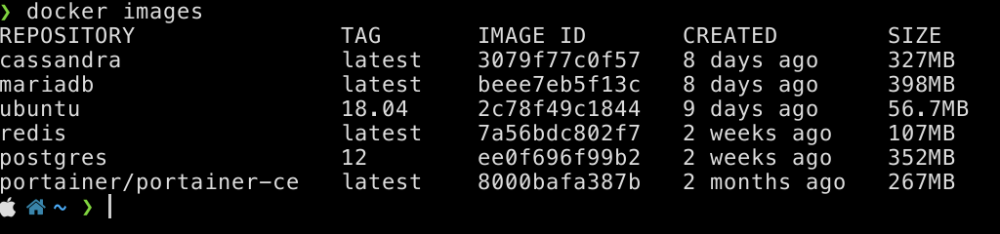 ❯ docker images
REPOSITORY TAG IMAGE ID CREATED SIZE
cassandra latest 3079f77c0f57 8 days ago 327MB
mariadb latest beee7eb5f13c 8 days ago 398MB
ubuntu 18.04 2c78f49c1844 9 days ago 56.7MB
redis latest 7a56bdc802f7 2 weeks ago 107MB
postgres 12 ee0f696f99b2 2 weeks ago 352MB
portainer/portainer-ce latest 8000bafa387b 2 months ago 267MB
~ ❯